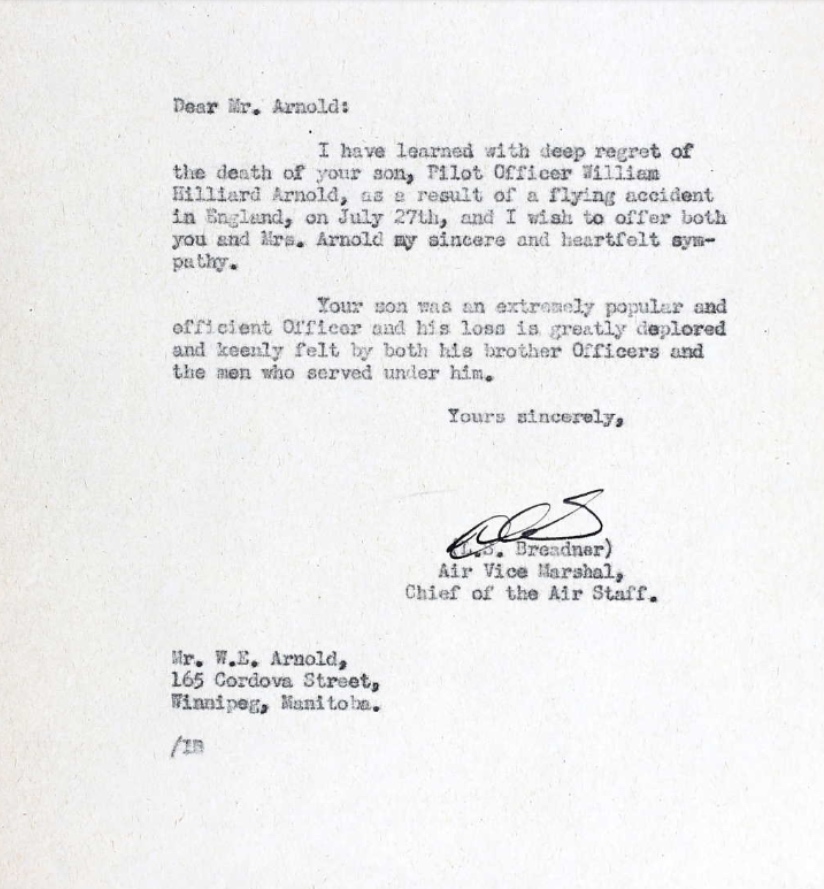 Dear Mr. Arnold:
I have learned with deep regret of
the death of your son, Pilot Officer William
Hilliard Arnold, as a result of a flying accident
in England, on July 27th, and I wish to offer both
you and Mrs. Arnold my sincere and heartfelt sym-
pathy.
Your son was an extremely popular and
efficient Officer and his loss is greatly deplored
and keenly felt by both his brother Officers and
the men who served under him.
Yours sincerely,
(L.S. Breadner)
Air Vice Marshal,
Chief of the Air Staff.
Mr. W.E. Arnold,
165 Cordova Street,
Winnipeg, Manitoba.